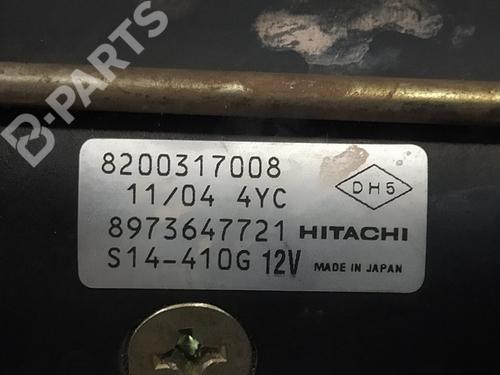 B-PARTS
8200317008
11/04 4YC
DH5
8973647721 HITACHI
S14-410G 12V MADE IN JAPAN